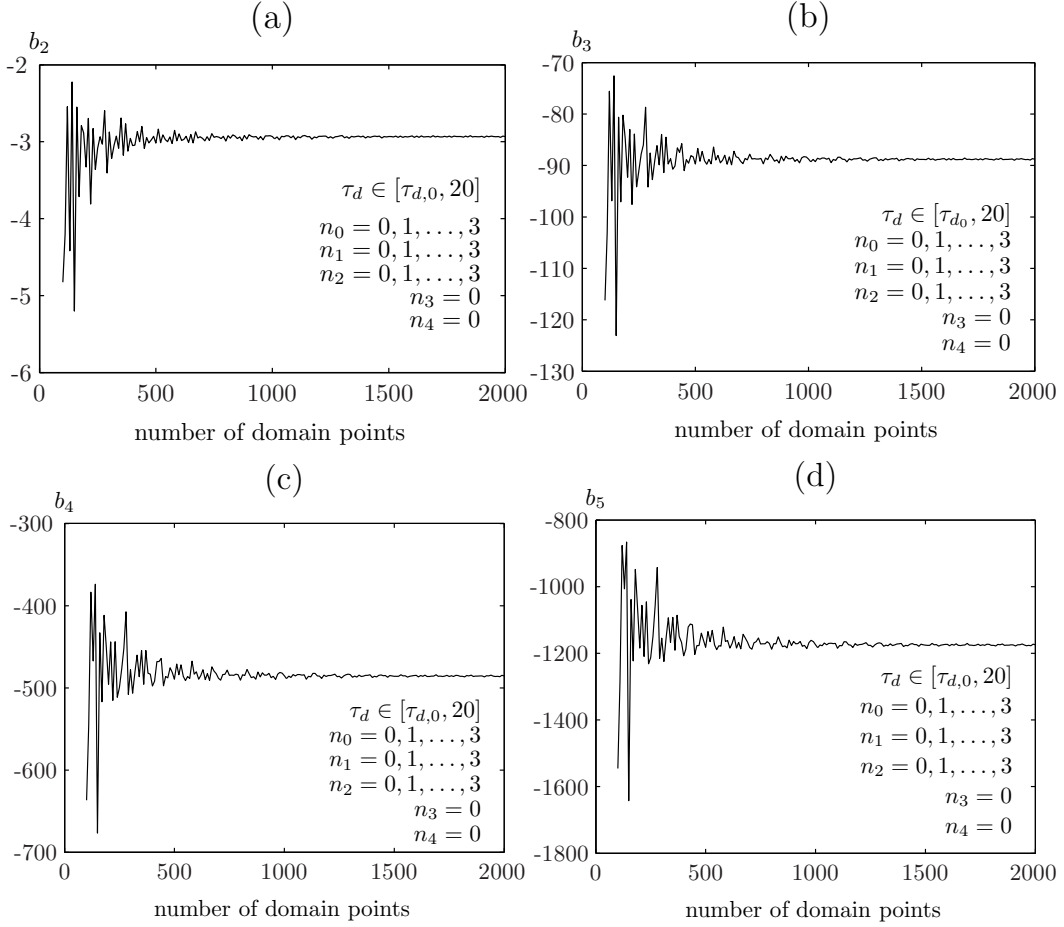 (a)
b2
-2
-3
-4
-5
-6
τd ∈ [τd,0, 20]
n0 = 0, 1, . . . , 3
n1 = 0, 1, . . . , 3
n2 = 0, 1, . . . , 3
n3 = 0
n4 = 0
0 500 1000 1500 2000
number of domain points
(b)
b3
-70
-80
-90
-100
-110
-120
-130
τd ∈ [τd0, 20]
n0 = 0, 1, . . . , 3
n1 = 0, 1, . . . , 3
n2 = 0, 1, . . . , 3
n3 = 0
n4 = 0
0 500 1000 1500 2000
number of domain points
(c)
b4
-300
-400
-500
-600
-700
τd ∈ [τd,0, 20]
n0 = 0, 1, . . . , 3
n1 = 0, 1, . . . , 3
n2 = 0, 1, . . . , 3
n3 = 0
n4 = 0
0 500 1000 1500 2000
number of domain points
(d)
b5
-800
-1000
-1200
-1400
-1600
-1800
τd ∈ [τd,0, 20]
n0 = 0, 1, . . . , 3
n1 = 0, 1, . . . , 3
n2 = 0, 1, . . . , 3
n3 = 0
n4 = 0
0 500 1000 1500 2000
number of domain points